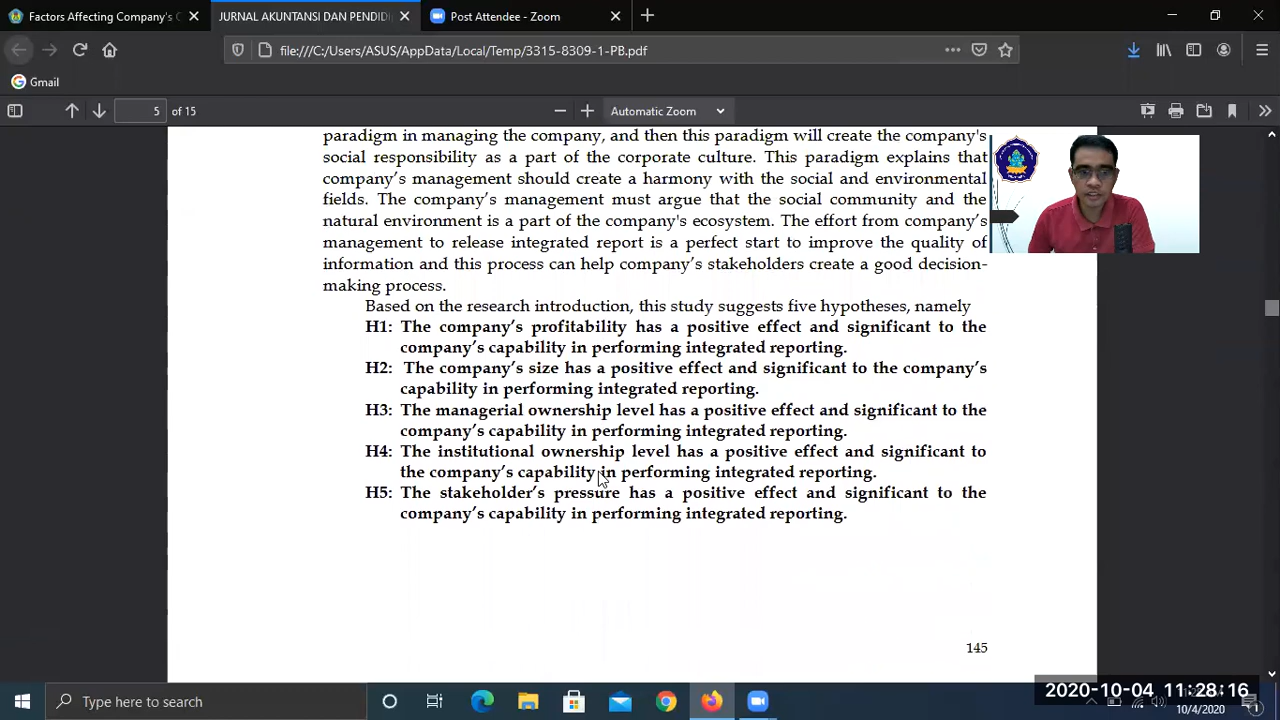 Factors Affecting Company's C
JURNAL AKUNTANSI DAN PENDIDI
Post Attendee - Zoom
file:///C:/Users/ASUS/AppData/Local/Temp/3315-8309-1-PB.pdf
Gmail
5 of 15
Automatic Zoom
paradigm in managing the company, and then this paradigm will create the company's
social responsibility as a part of the corporate culture. This paradigm explains that
company's management should create a harmony with the social and environmental
fields. The company's management must argue that the social community and the
natural environment is a part of the company's ecosystem. The effort from company's
management to release integrated report is a perfect start to improve the quality of
information and this process can help company's stakeholders create a good decision-
making process.
Based on the research introduction, this study suggests five hypotheses, namely
H1: The company's profitability has a positive effect and significant to the
company's capability in performing integrated reporting.
H2: The company's size has a positive effect and significant to the company's
capability in performing integrated reporting.
H3: The managerial ownership level has a positive effect and significant to the
company's capability in performing integrated reporting.
H4: The institutional ownership level has a positive effect and significant to
the company's capability in performing integrated reporting.
H5: The stakeholder's pressure has a positive effect and significant to the
company's capability in performing integrated reporting.
145
Type here to search
2020-10-04 11:28:16
10/4/2020